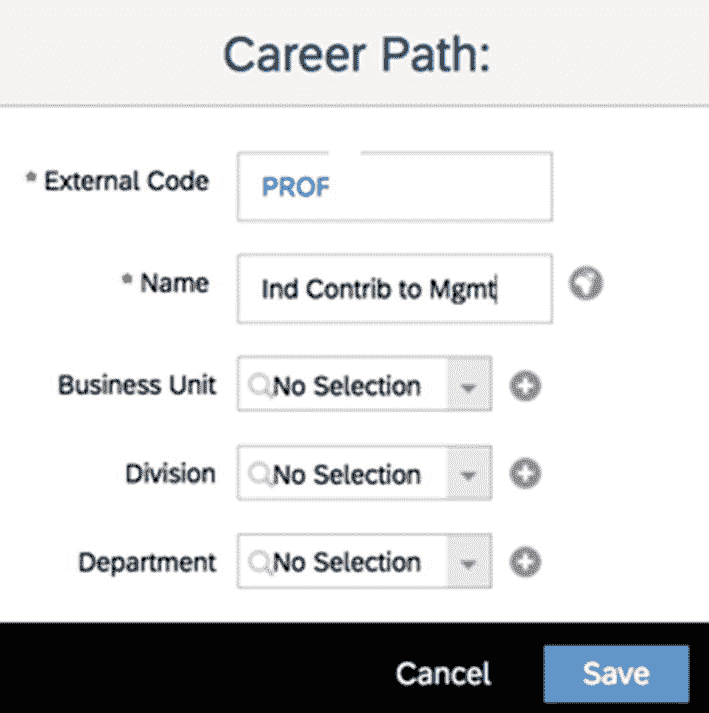 Career Path:
* External Code PROF
* Name Ind Contrib to Mgmt
Business Unit No Selection
Division No Selection
Department No Selection
Cancel Save